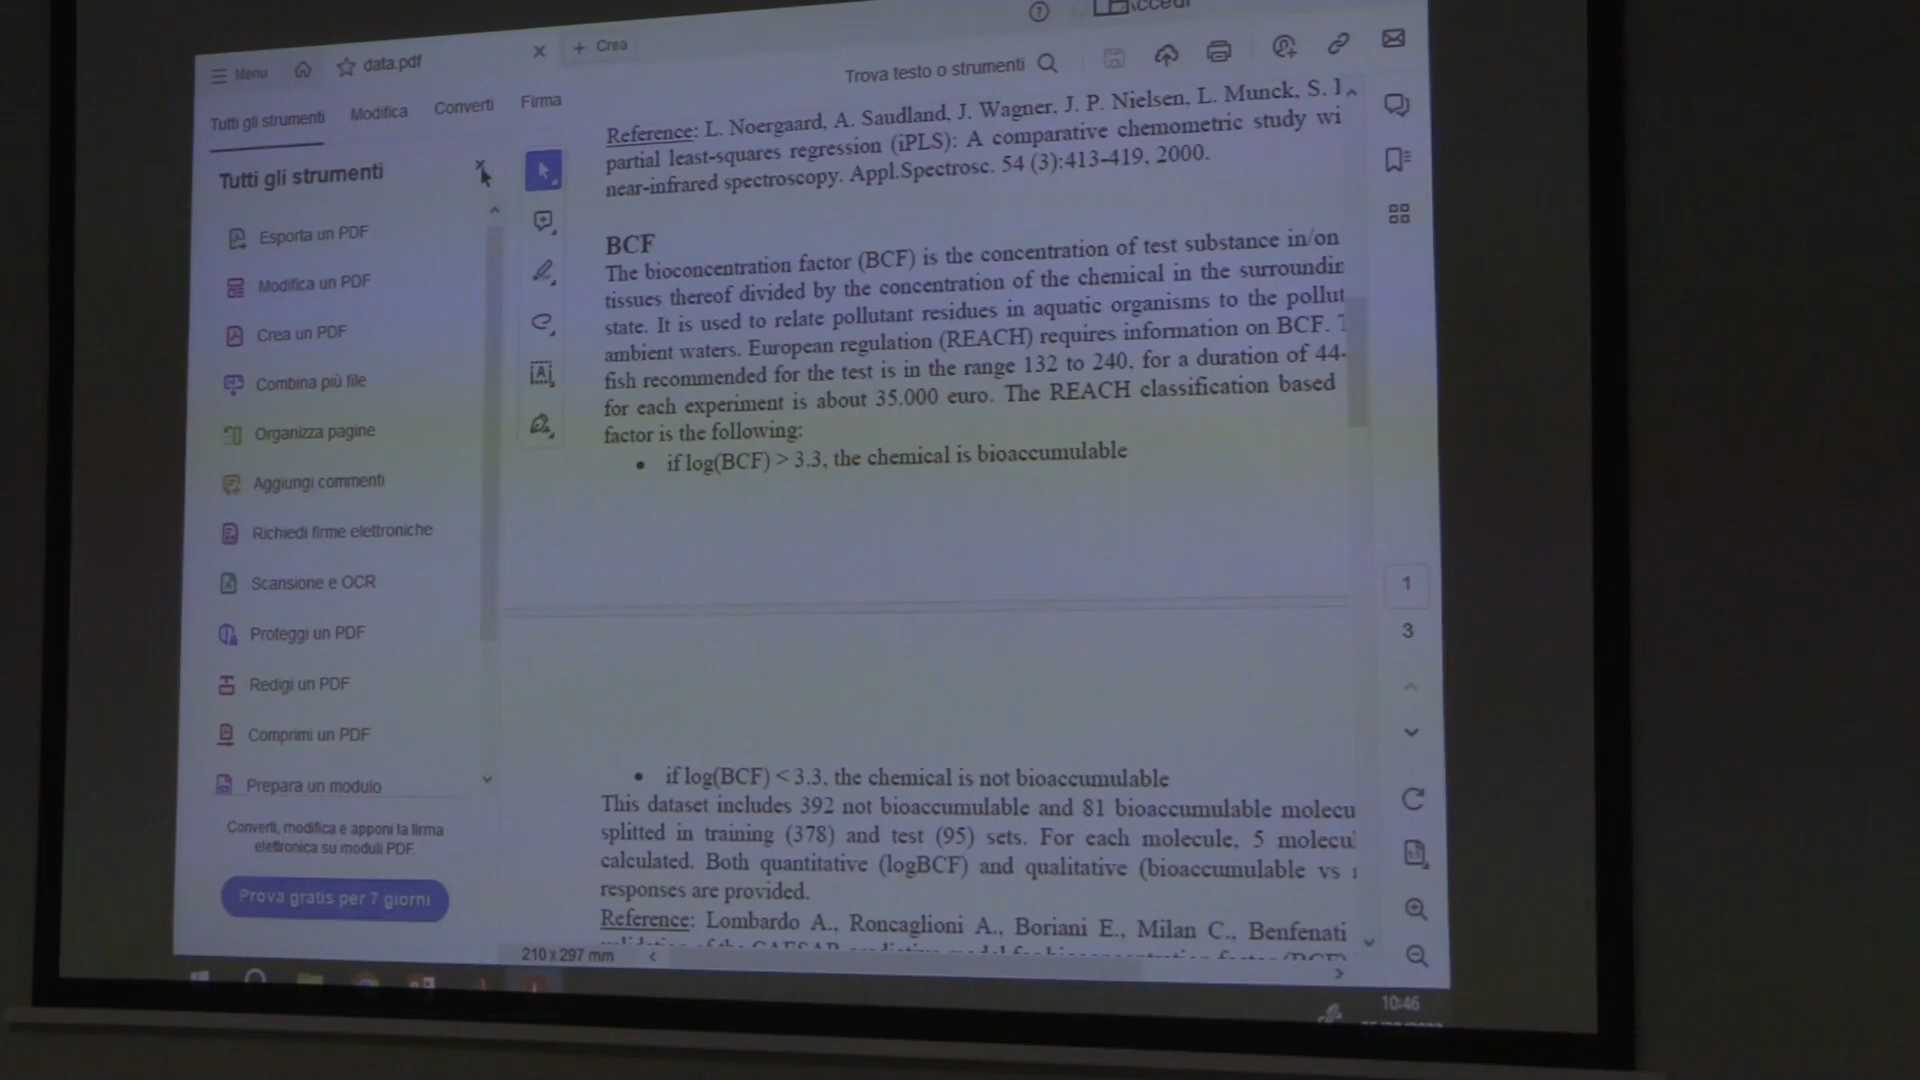 Menu
data.pdf
Crea
Tutti gli strumenti
Modifica
Converti
Firma
Trova testo o strumenti
Tutti gli strumenti
Esporta un PDF
Modifica un PDF
Crea un PDF
Combina più file
Organizza pagine
Aggiungi commenti
Richiedi firme elettroniche
Scansione e OCR
Proteggi un PDF
Redigi un PDF
Comprimi un PDF
Prepara un modulo
Converti, modifica e apponi la firma
elettronica su moduli PDF.
Prova gratis per 7 giorni
Reference: L. Noergaard, A. Saudland, J. Wagner, J. P. Nielsen, L. Munck, S.
partial least-squares regression (iPLS): A comparative chemometric study wi
near-infrared spectroscopy. Appl.Spectrosc. 54 (3):413-419, 2000.
BCF
The bioconcentration factor (BCF) is the concentration of test substance in/on
tissues thereof divided by the concentration of the chemical in the surroundin
state. It is used to relate pollutant residues in aquatic organisms to the pollut
ambient waters. European regulation (REACH) requires information on BCF.
fish recommended for the test is in the range 132 to 240, for a duration of 44-
for each experiment is about 35.000 euro. The REACH classification based
factor is the following:
• if log(BCF) > 3.3, the chemical is bioaccumulable
• if log(BCF) < 3.3, the chemical is not bioaccumulable
This dataset includes 392 not bioaccumulable and 81 bioaccumulable molecu
splitted in training (378) and test (95) sets. For each molecule, 5 molecu
calculated. Both quantitative (logBCF) and qualitative (bioaccumulable vs
responses are provided.
Reference: Lombardo A., Roncaglioni A., Boriani E., Milan C., Benfenati
210 x 297 mm
1
3
10:46